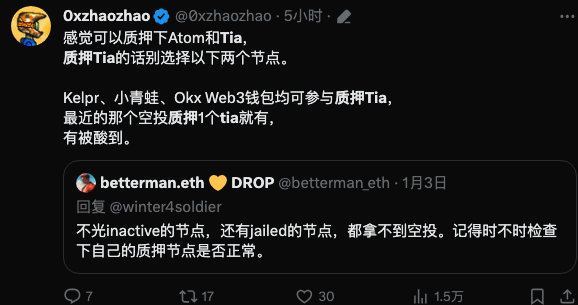 0xzhaozhao @0xzhaozhao · 5小时
感觉可以质押下Atom和Tia，
质押Tia的话别选择以下两个节点。
Kelpr、小青蛙、Okx Web3钱包均可参与质押Tia，
最近的那个空投质押1个tia就有，
有被酸到。
betterman.eth 💛 DROP @betterman_eth · 1月3日
回复 @winter4soldier
不光inactive的节点，还有jailed的节点，都拿不到空投。记得时不时检查
下自己的质押节点是否正常。
7 17 30 1.5万